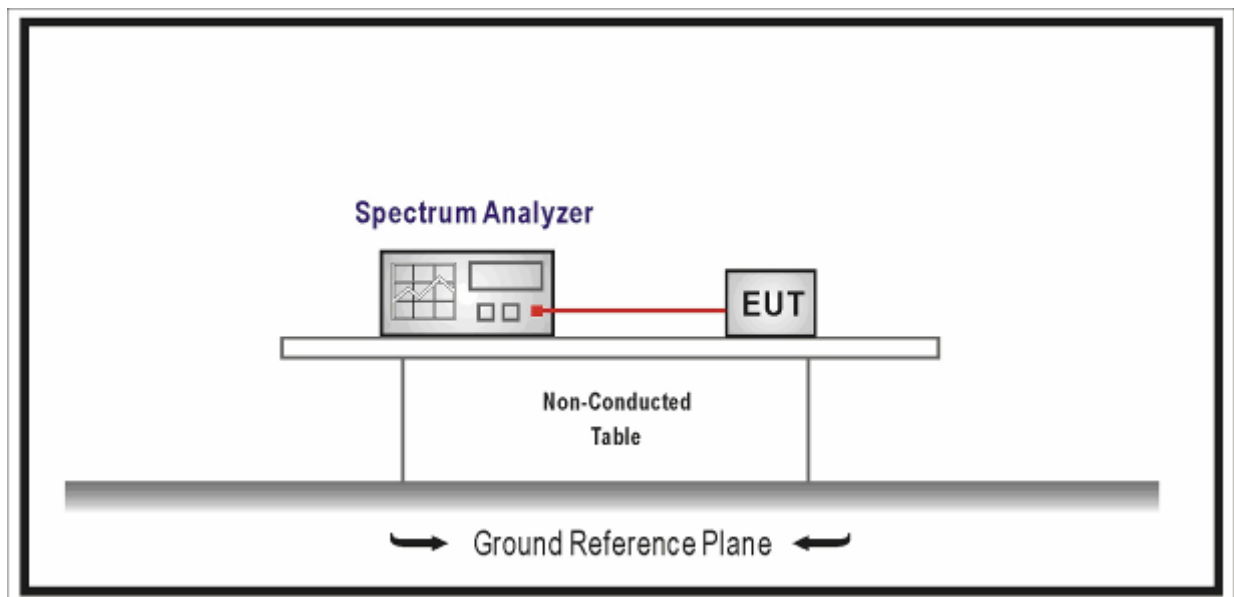 Spectrum Analyzer
EUT
Non-Conducted
Table
Ground Reference Plane